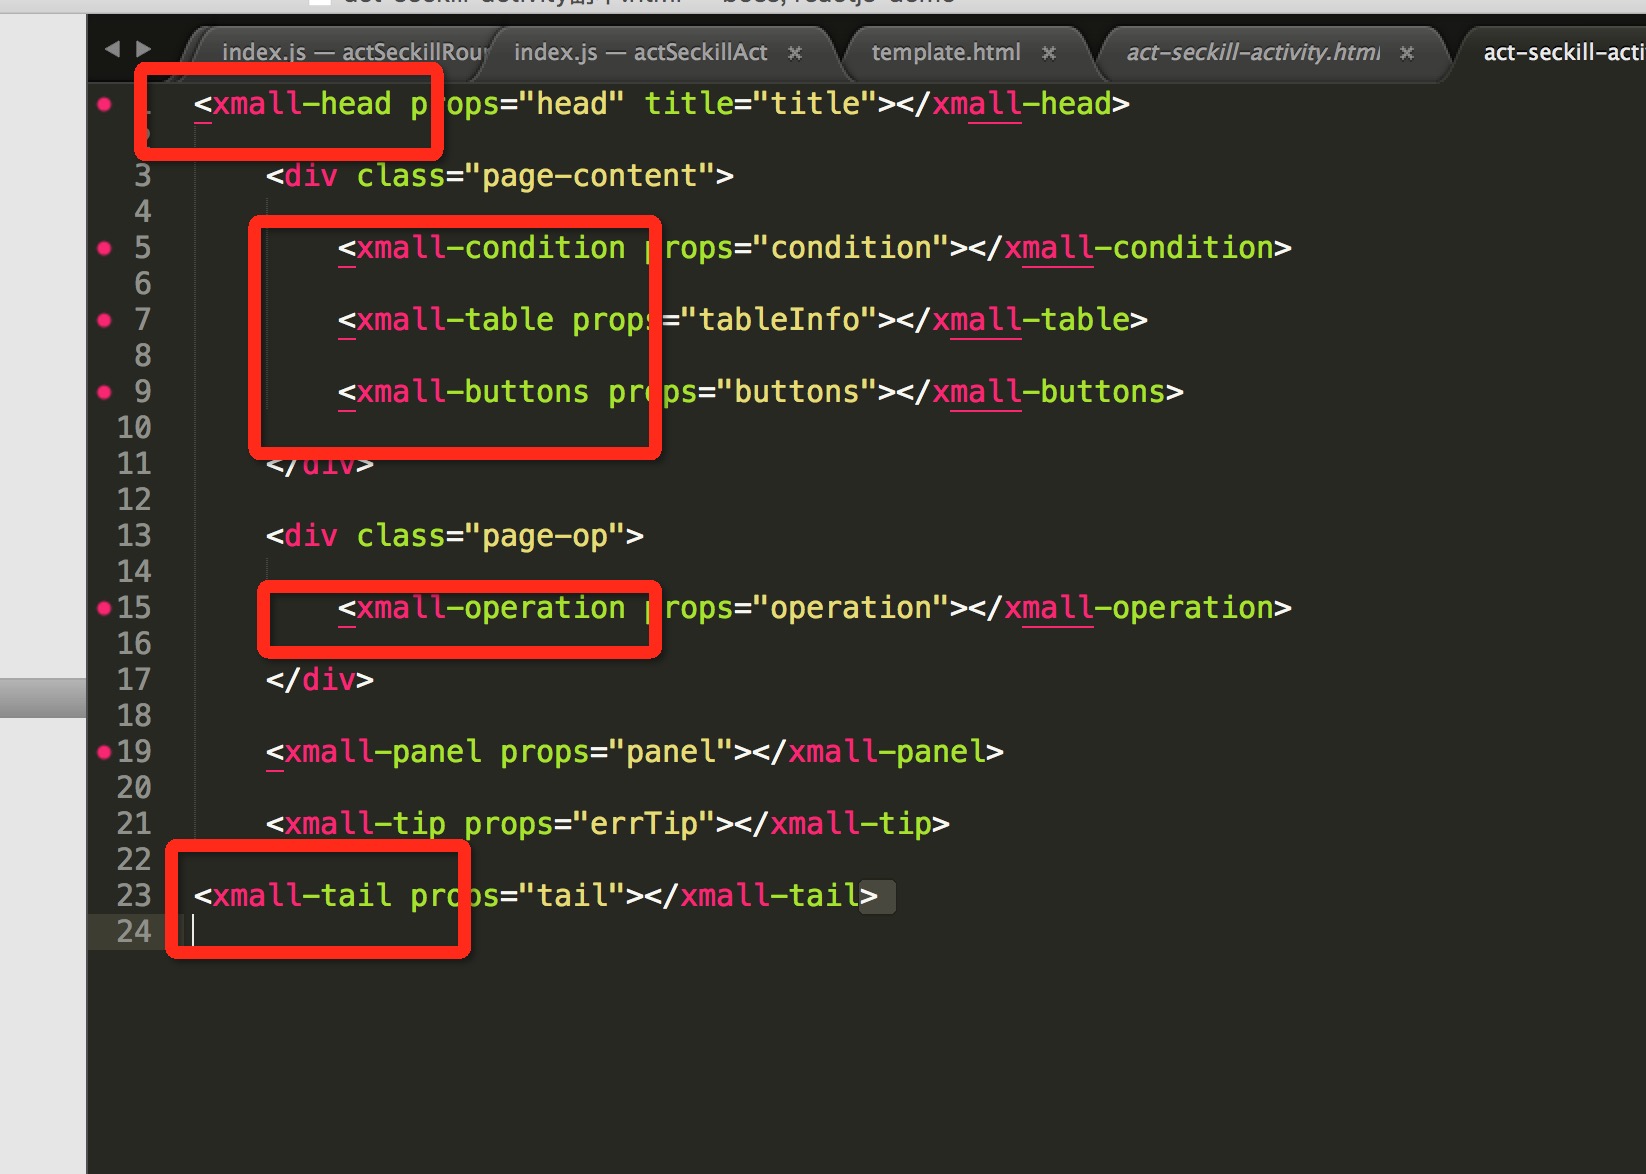 index.js — actSeckillRou
index.js — actSeckillAct
template.html
act-seckill-activity.html
act-seckill-acti
<xmall-head props="head" title="title"></xmall-head>
3 <div class="page-content">
4
5 <xmall-condition props="condition"></xmall-condition>
6
7 <xmall-table props="tableInfo"></xmall-table>
8
9 <xmall-buttons props="buttons"></xmall-buttons>
10
11 </div>
12
13 <div class="page-op">
14
15 <xmall-operation props="operation"></xmall-operation>
16
17 </div>
18
19 <xmall-panel props="panel"></xmall-panel>
20
21 <xmall-tip props="errTip"></xmall-tip>
22
23 <xmall-tail props="tail"></xmall-tail>
24